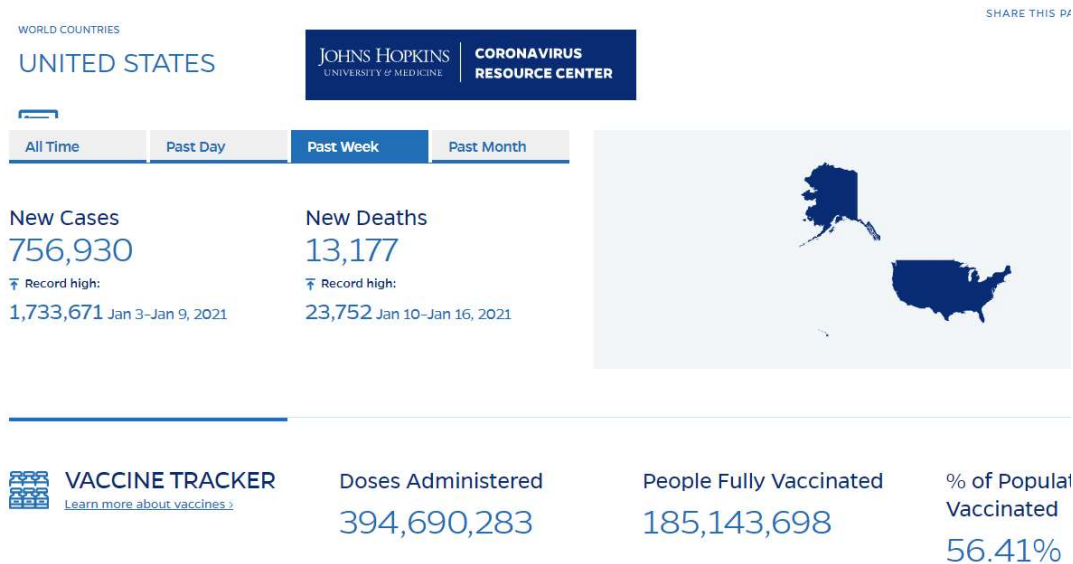 SHARE THIS PA
WORLD COUNTRIES
UNITED STATES
JOHNS HOPKINS
UNIVERSITY & MEDICINE
CORONAVIRUS
RESOURCE CENTER
All Time
Past Day
Past Week
Past Month
New Cases
756,930
Record high:
1,733,671 Jan 3-Jan 9, 2021
New Deaths
13,177
Record high:
23,752 Jan 10-Jan 16, 2021
VACCINE TRACKER
Learn more about vaccines >
Doses Administered
394,690,283
People Fully Vaccinated
185,143,698
% of Populat
Vaccinated
56.41%